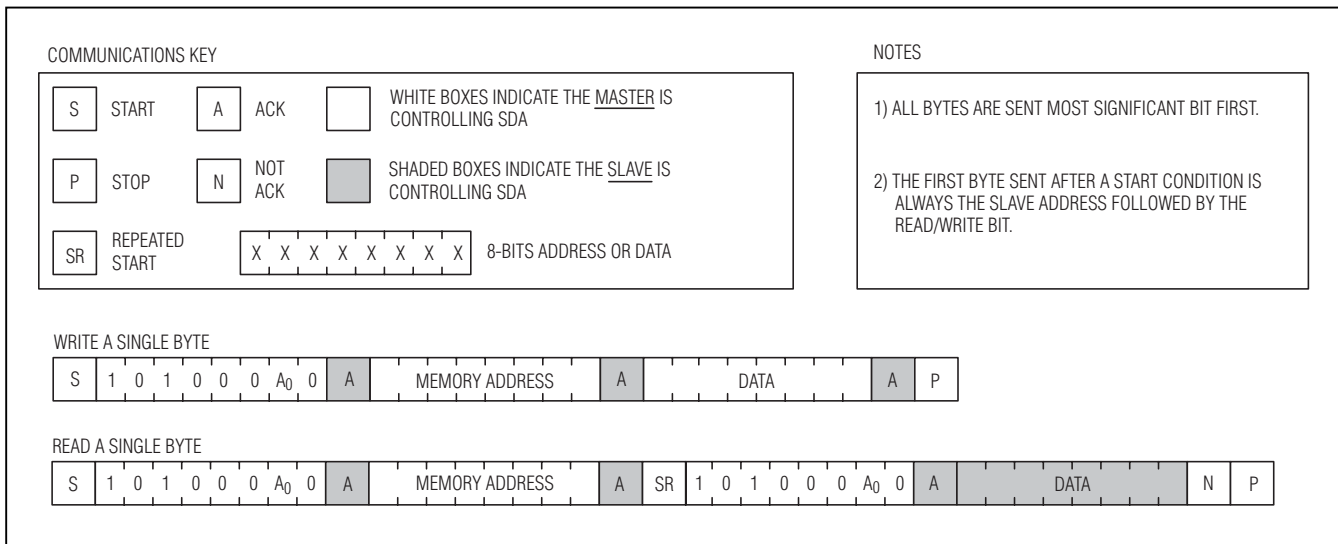 COMMUNICATIONS KEY
S START A ACK WHITE BOXES INDICATE THE MASTER IS
CONTROLLING SDA
P STOP N NOT
ACK SHADED BOXES INDICATE THE SLAVE IS
CONTROLLING SDA
SR REPEATED
START X X X X X X X X 8-BITS ADDRESS OR DATA
NOTES
1) ALL BYTES ARE SENT MOST SIGNIFICANT BIT FIRST.
2) THE FIRST BYTE SENT AFTER A START CONDITION IS
ALWAYS THE SLAVE ADDRESS FOLLOWED BY THE
READ/WRITE BIT.
WRITE A SINGLE BYTE
S 1 0 1 0 0 0 A0 0 A MEMORY ADDRESS A DATA A P
READ A SINGLE BYTE
S 1 0 1 0 0 0 A0 0 A MEMORY ADDRESS A SR 1 0 1 0 0 0 A0 0 A DATA N P